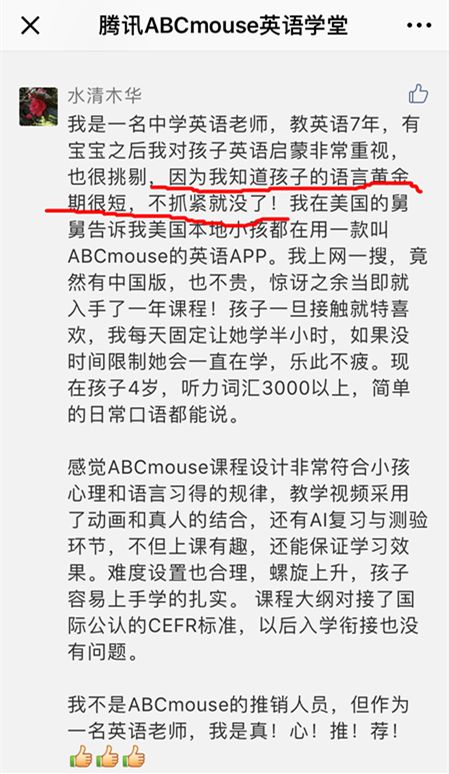 腾讯ABCmouse英语学堂
水清木华
我是一名中学英语老师，教英语7年，有
宝宝之后我对孩子英语启蒙非常重视，
也很挑剔，因为我知道孩子的语言黄金
期很短，不抓紧就没了！我在美国的舅
舅告诉我美国本地小孩都在用一款叫
ABCmouse的英语APP。我上网一搜，竟
然有中国版，也不贵，惊讶之余当即就
入手了一年课程！孩子一旦接触就特喜
欢，我每天固定让她学半小时，如果没
时间限制她会一直在学，乐此不疲。现
在孩子4岁，听力词汇3000以上，简单
的日常口语都能说。
感觉ABCmouse课程设计非常符合小孩
心理和语言习得的规律，教学视频采用
了动画和真人的结合，还有AI复习与测验
环节，不但上课有趣，还能保证学习效
果。难度设置也合理，螺旋上升，孩子
容易上手学的扎实。 课程大纲对接了国
际公认的CEFR标准，以后入学衔接也没
有问题。
我不是ABCmouse的推销人员，但作为
一名英语老师，我是真！心！推！荐！